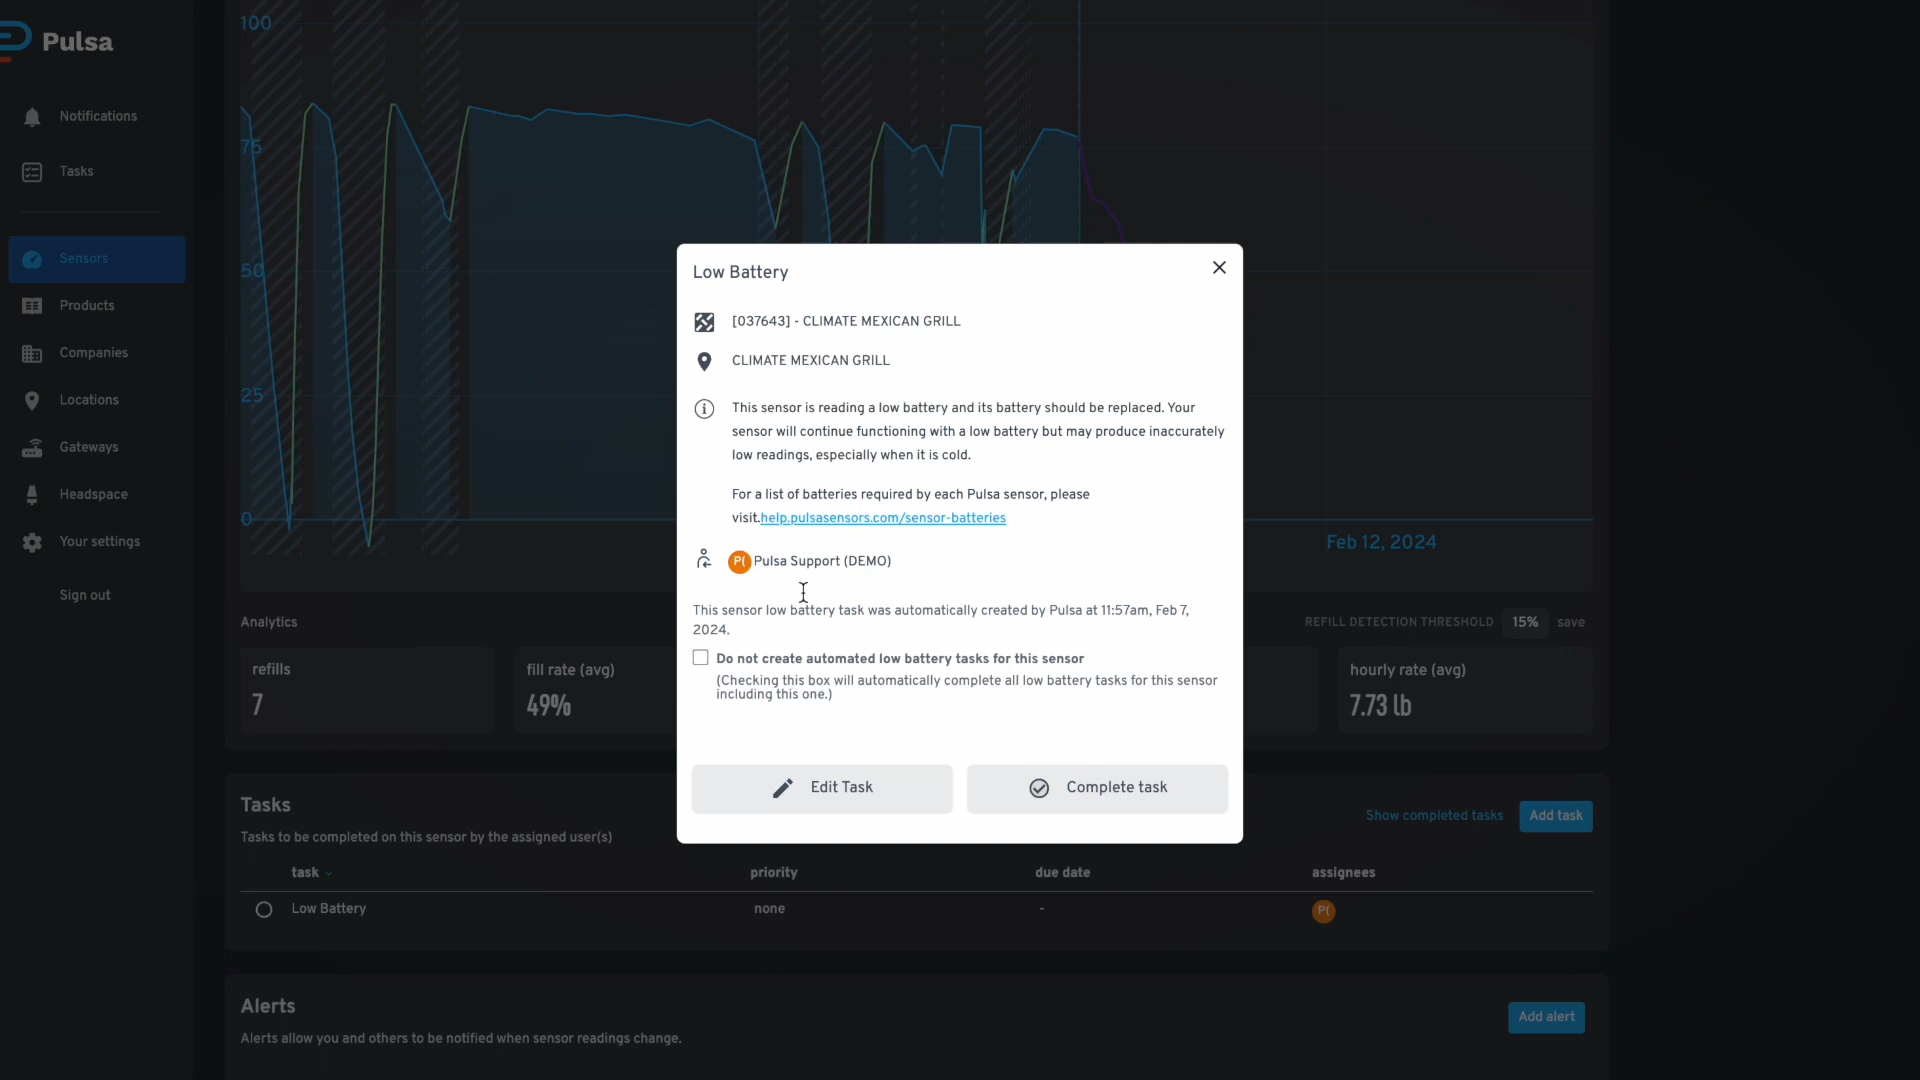 Pulsa
Notifications
Tasks
Sensors
Products
Companies
Locations
Gateways
Headspace
Your settings
Sign out
100
75
50
25
0
Feb 12, 2024
Low Battery
[037643] - CLIMATE MEXICAN GRILL
CLIMATE MEXICAN GRILL
This sensor is reading a low battery and its battery should be replaced. Your
sensor will continue functioning with a low battery but may produce inaccurately
low readings, especially when it is cold.
For a list of batteries required by each Pulsa sensor, please
visit.help.pulsasensors.com/sensor-batteries
P( Pulsa Support (DEMO)
This sensor low battery task was automatically created by Pulsa at 11:57am, Feb 7,
2024.
Do not create automated low battery tasks for this sensor
(Checking this box will automatically complete all low battery tasks for this sensor
including this one.)
Edit Task
Complete task
Analytics
REFILL DETECTION THRESHOLD 15% save
refills
7
fill rate (avg)
49%
hourly rate (avg)
7.73 lb
Tasks
Show completed tasks
Add task
Tasks to be completed on this sensor by the assigned user(s)
task priority due date assignees
Low Battery none - P(
Alerts
Add alert
Alerts allow you and others to be notified when sensor readings change.